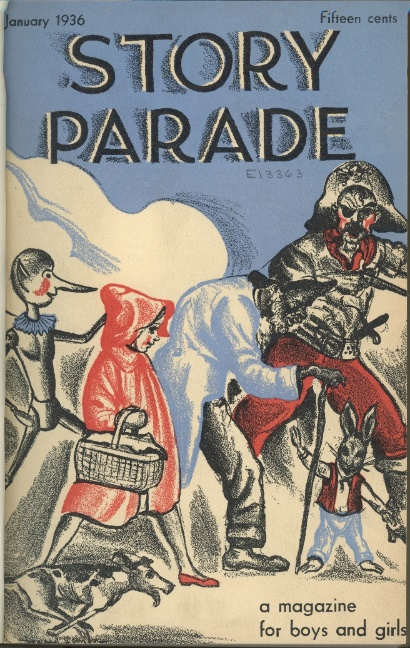 January 1936
Fifteen cents
STORY
PARADE
E13363
a magazine
for boys and girls